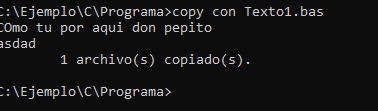 C:\Ejemplo\C\Programa>copy con Texto1.bas
COmo tu por aqui don pepito
asdad
        1 archivo(s) copiado(s).
C:\Ejemplo\C\Programa>